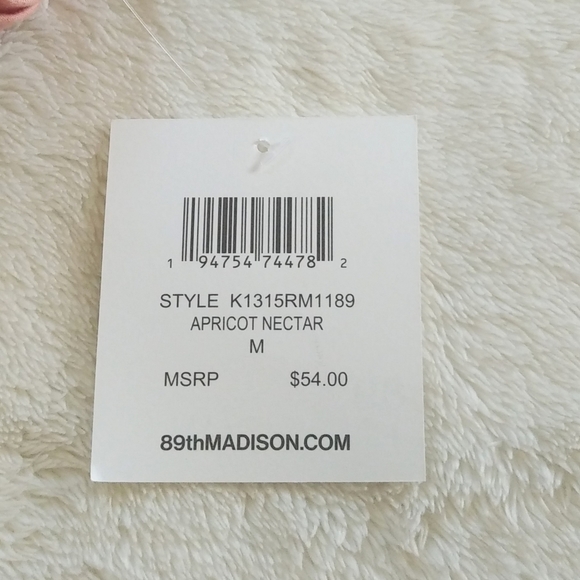 1 94754 74478 2
STYLE K1315RM1189
APRICOT NECTAR
M
MSRP $54.00
89thMADISON.COM